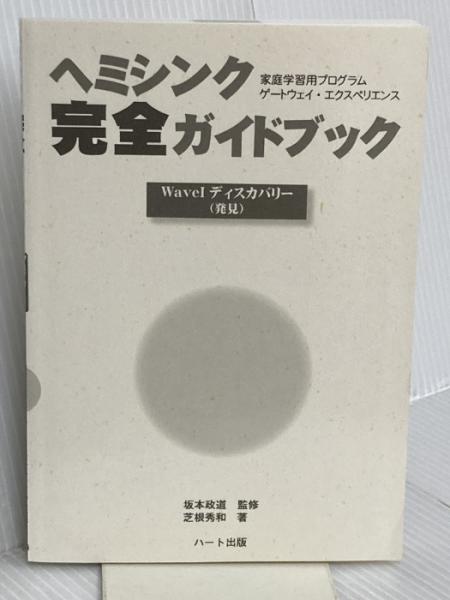 ヘミシンク
家庭学習用プログラム
ゲートウェイ・エクスペリエンス
完全ガイドブック
WaveI ディスカバリー
(発見)
坂本政道 監修
芝根秀和 著
ハート出版